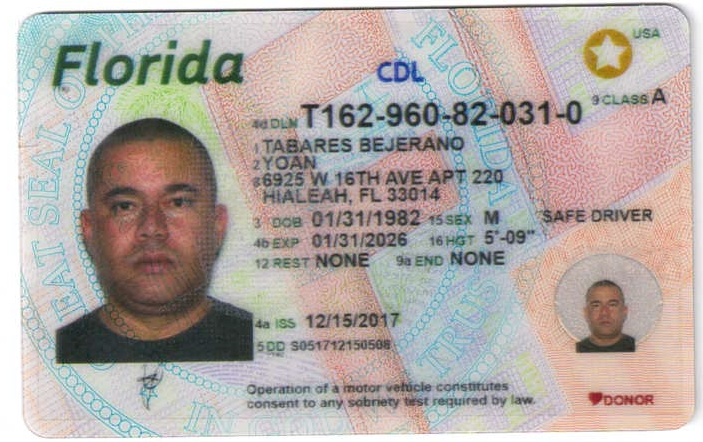 Florida
CDL
USA
9 CLASS A
4d DLN T162-960-82-031-0
1 TABARES BEJERANO
2 YOAN
8 6925 W 16TH AVE APT 220
HIALEAH, FL 33014
3 DOB 01/31/1982 15 SEX M SAFE DRIVER
4b EXP 01/31/2026 16 HGT 5'-09"
12 REST NONE 9a END NONE
4a ISS 12/15/2017
5 DD S051712150508
Operation of a motor vehicle constitutes
consent to any sobriety test required by law.
DONOR
GREAT SEAL OF
FLORIDA
TRUST
IN GOD